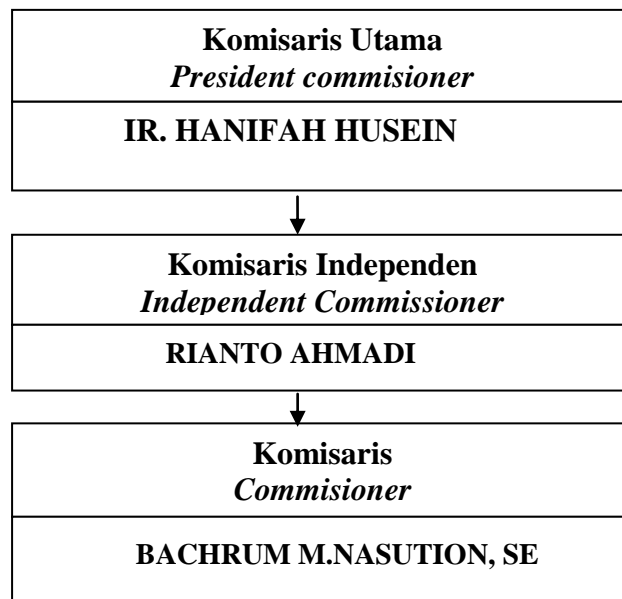 Komisaris Utama
President commisioner
IR. HANIFAH HUSEIN
Komisaris Independen
Independent Commissioner
RIANTO AHMADI
Komisaris
Commisioner
BACHRUM M.NASUTION, SE